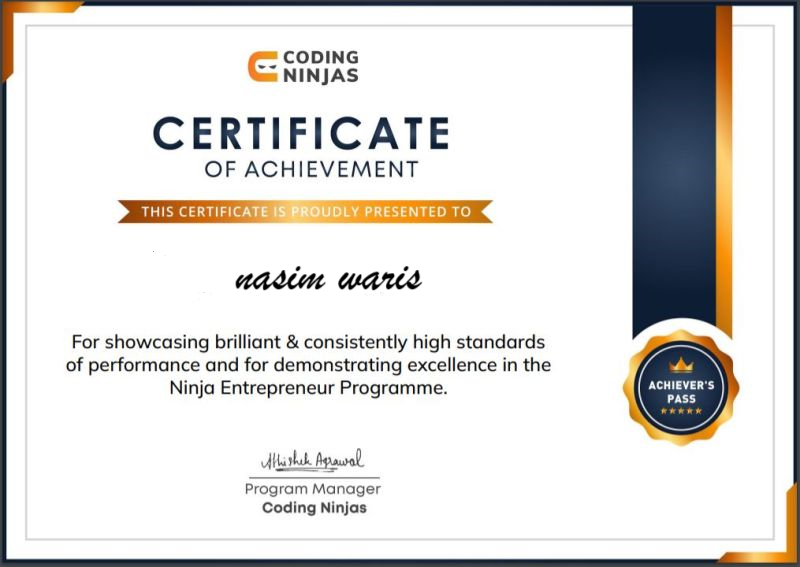 CODING
NINJAS
CERTIFICATE
OF ACHIEVEMENT
THIS CERTIFICATE IS PROUDLY PRESENTED TO
nasim waris
For showcasing brilliant & consistently high standards
of performance and for demonstrating excellence in the
Ninja Entrepreneur Programme.
ACHIEVER'S
PASS
Abhishek Agrawal
Program Manager
Coding Ninjas